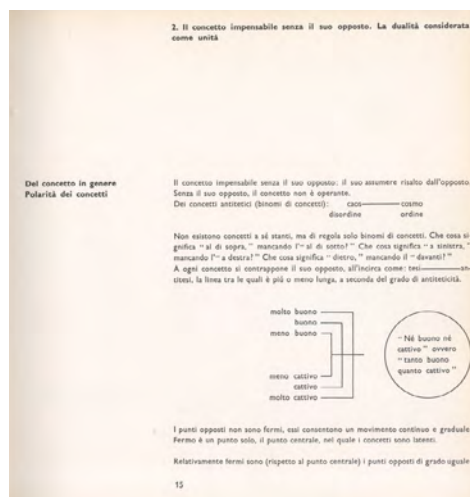 2. Il concetto impensabile senza il suo opposto. La dualità considerata
come unità
Del concetto in genere
Polarità dei concetti
Il concetto impensabile senza il suo opposto: il suo assumere risalto dall'opposto.
Senza il suo opposto, il concetto non è operante.
Dei concetti antitetici (binomi di concetti): caos———cosmo
disordine ordine
Non esistono concetti a sé stanti, ma di regola solo binomi di concetti. Che cosa si-
gnifica “al di sopra,” mancando l'“al di sotto?” Che cosa significa “a sinistra,”
mancando l'“a destra?” Che cosa significa “dietro,” mancando il “davanti?”
A ogni concetto si contrappone il suo opposto, all'incirca come: tesi———an-
titesi, la linea tra le quali è più o meno lunga, a seconda del grado di antiteticità.
molto buono
buono
meno buono
meno cattivo
cattivo
molto cattivo
“Né buono né
cattivo” ovvero
“tanto buono
quanto cattivo”
I punti opposti non sono fermi, essi consentono un movimento continuo e graduale.
Fermo è un punto solo, il punto centrale, nel quale i concetti sono latenti.
Relativamente fermi sono (rispetto al punto centrale) i punti opposti di grado uguale
15